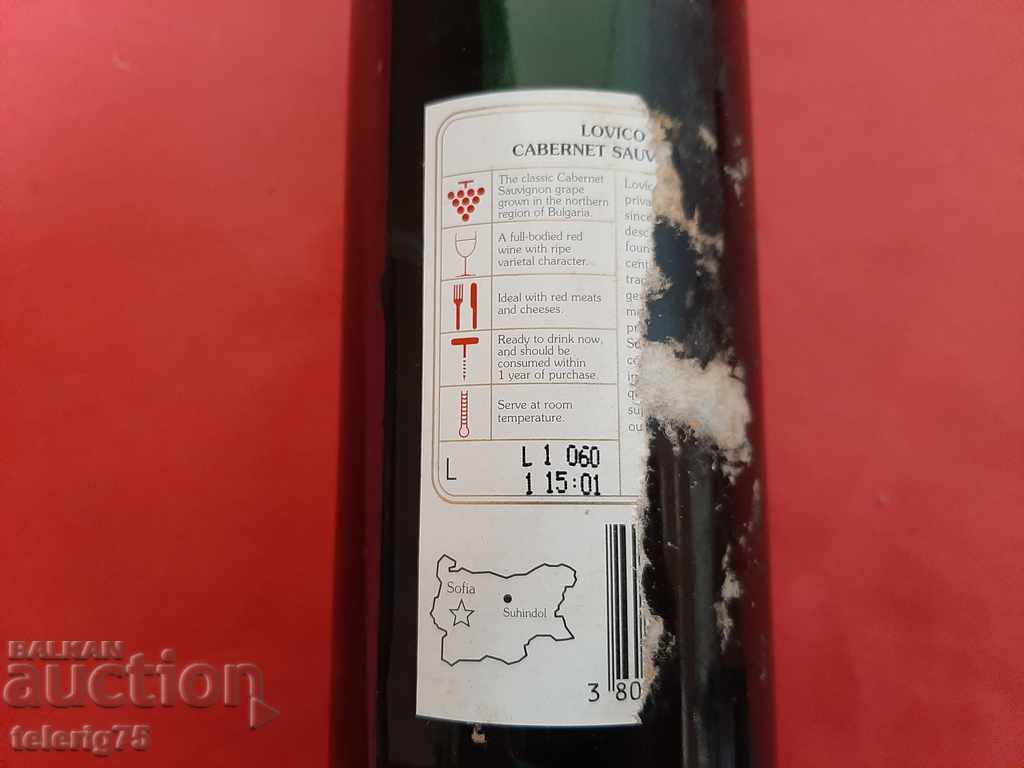 LOVICO
CABERNET
The classic Cabernet
Sauvignon grape
grown in the northern
region of Bulgaria.
A full-bodied red
wine with ripe
varietal character.
Ideal with red meats
and cheeses.
Ready to drink now,
and should be
consumed within
1 year of purchase.
Serve at room
temperature.
since
L
L 1 060
1 15:01
Sofia
Suhindol
3 80
BALKAN
auction
telerig75